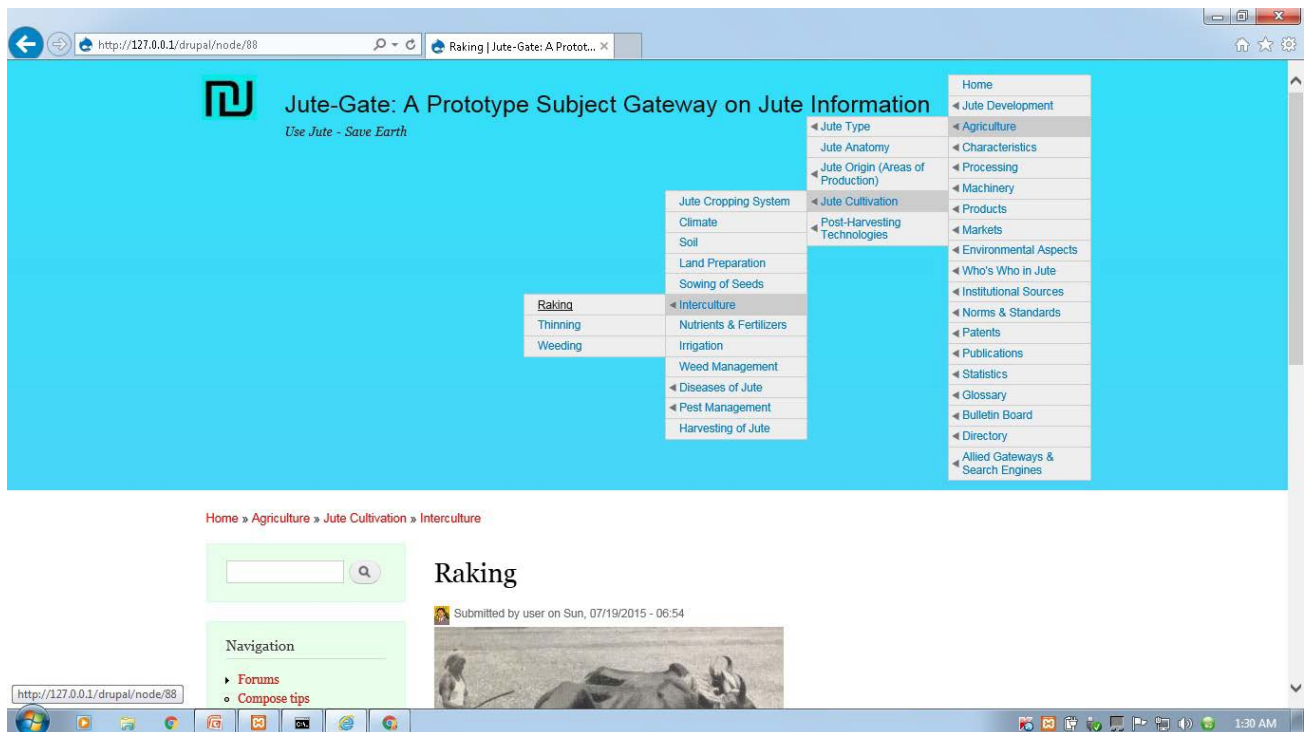 http://127.0.0.1/drupal/node/88
Raking | Jute-Gate: A Protot...
Jute-Gate: A Prototype Subject Gateway on Jute Information
Use Jute - Save Earth
Home
Jute Development
Agriculture
Characteristics
Processing
Machinery
Products
Markets
Environmental Aspects
Who's Who in Jute
Institutional Sources
Norms & Standards
Patents
Publications
Statistics
Glossary
Bulletin Board
Directory
Allied Gateways &
Search Engines
Jute Type
Jute Anatomy
Jute Origin (Areas of
Production)
Jute Cultivation
Post-Harvesting
Technologies
Jute Cropping System
Climate
Soil
Land Preparation
Sowing of Seeds
Interculture
Nutrients & Fertilizers
Irrigation
Weed Management
Diseases of Jute
Pest Management
Harvesting of Jute
Raking
Thinning
Weeding
Home » Agriculture » Jute Cultivation » Interculture
Raking
Submitted by user on Sun, 07/19/2015 - 06:54
Navigation
Forums
Compose tips
http://127.0.0.1/drupal/node/88
1:30 AM